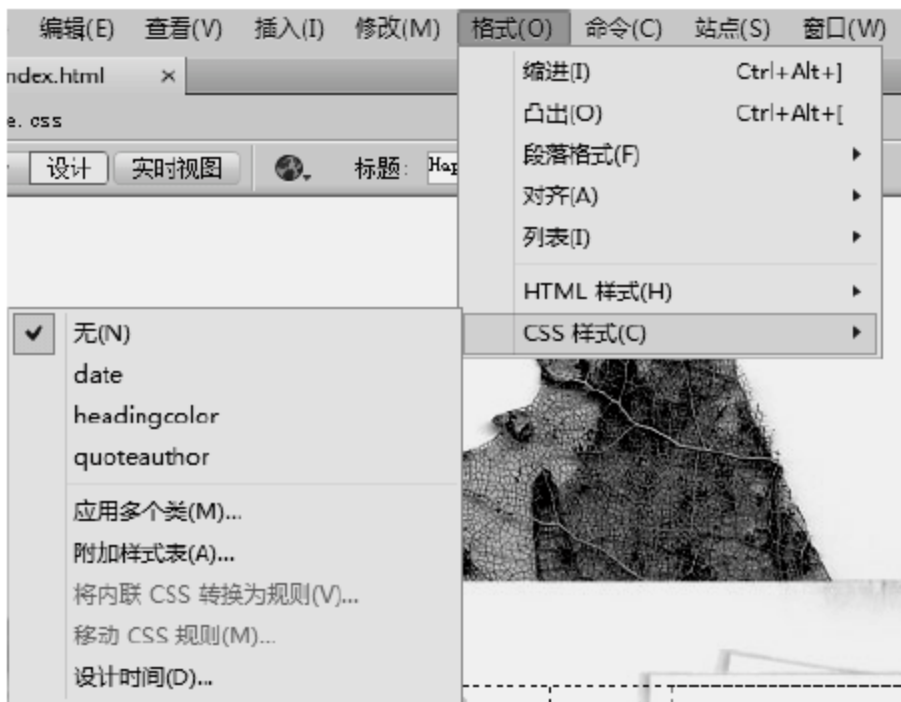 编辑(E) 查看(V) 插入(I) 修改(M) 格式(O) 命令(C) 站点(S) 窗口(W)
ndex.html ×
e.css
设计 实时视图 标题: Hap
缩进(I) Ctrl+Alt+]
凸出(O) Ctrl+Alt+[
段落格式(F)
对齐(A)
列表(I)
HTML 样式(H)
CSS 样式(C)
无(N)
date
headingcolor
quoteauthor
应用多个类(M)...
附加样式表(A)...
将内联 CSS 转换为规则(V)...
移动 CSS 规则(M)...
设计时间(D)...